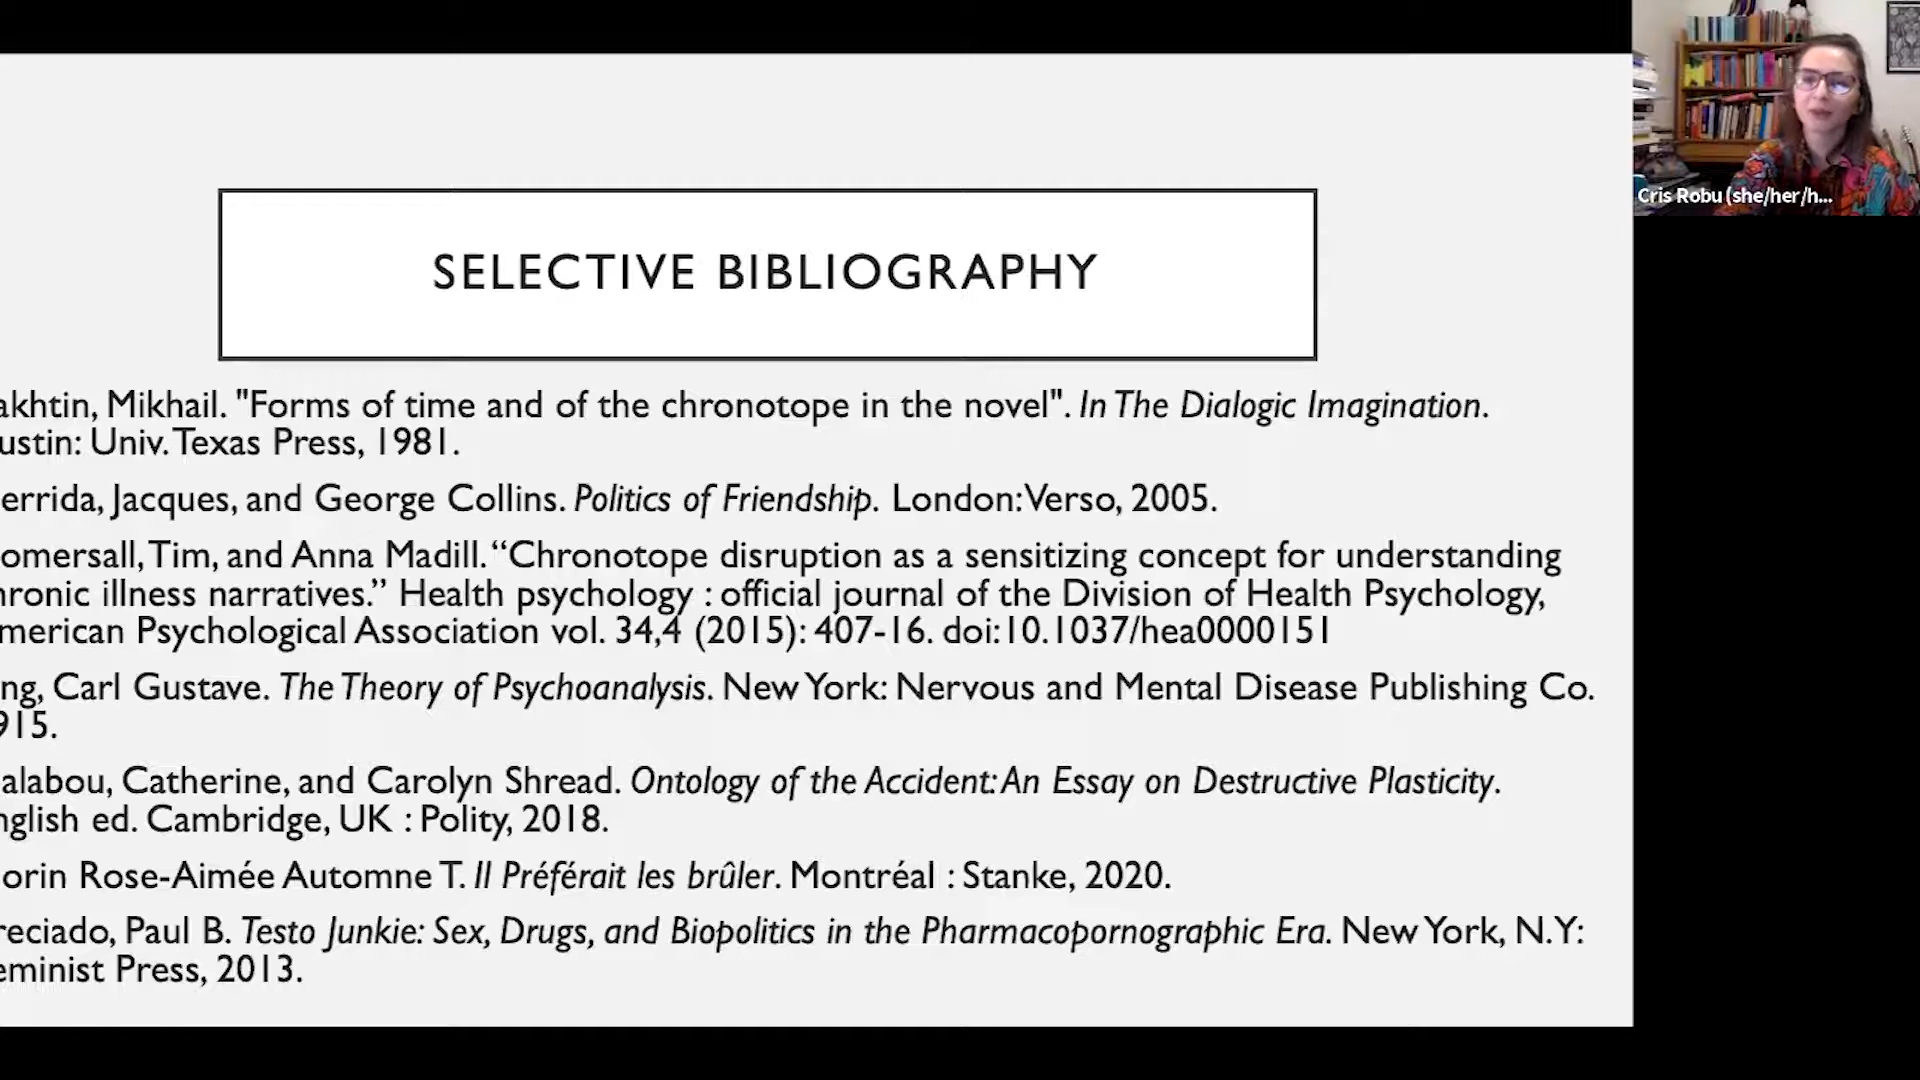 SELECTIVE BIBLIOGRAPHY
akhtin, Mikhail. "Forms of time and of the chronotope in the novel". In The Dialogic Imagination.
ustin: Univ. Texas Press, 1981.
errida, Jacques, and George Collins. Politics of Friendship. London: Verso, 2005.
omersall, Tim, and Anna Madill. “Chronotope disruption as a sensitizing concept for understanding
hronic illness narratives.” Health psychology : official journal of the Division of Health Psychology,
merican Psychological Association vol. 34,4 (2015): 407-16. doi:10.1037/hea0000151
ng, Carl Gustave. The Theory of Psychoanalysis. New York: Nervous and Mental Disease Publishing Co.
915.
alabou, Catherine, and Carolyn Shread. Ontology of the Accident: An Essay on Destructive Plasticity.
nglish ed. Cambridge, UK : Polity, 2018.
orin Rose-Aimée Automne T. Il Préférait les brûler. Montréal : Stanke, 2020.
reciado, Paul B. Testo Junkie: Sex, Drugs, and Biopolitics in the Pharmacopornographic Era. New York, N.Y:
eminist Press, 2013.
Cris Robu (she/her/h...